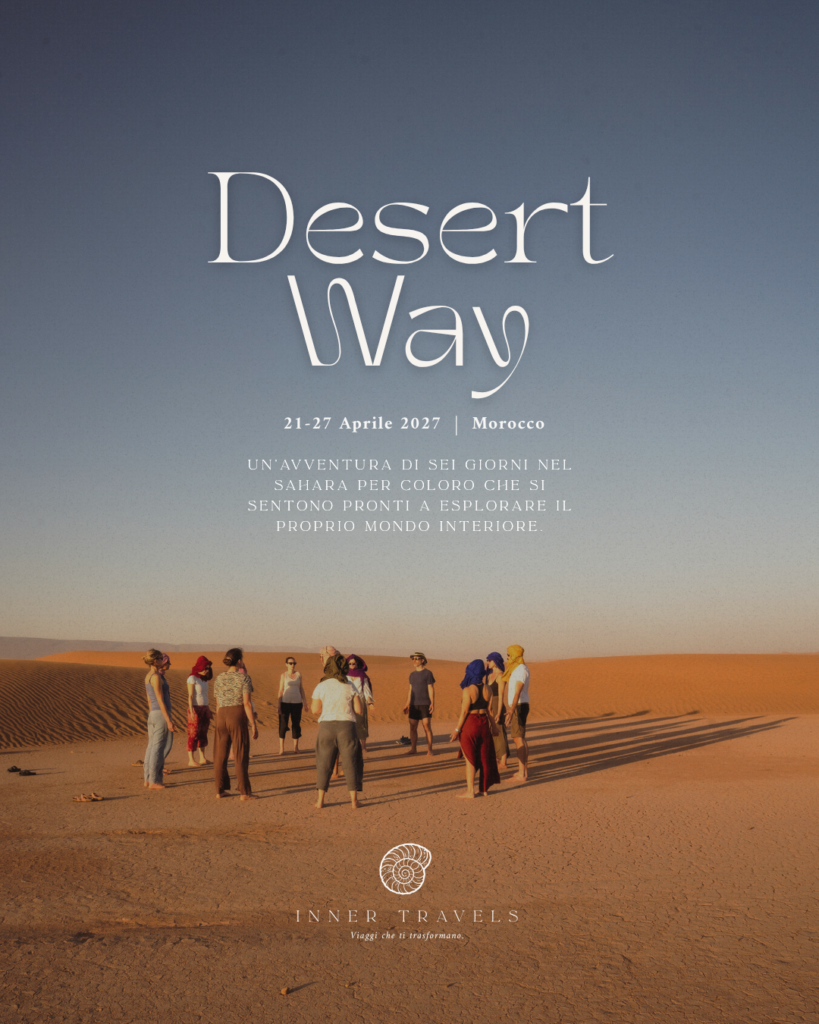 Desert
Way
21-27 Aprile 2027 | Morocco
UN'AVVENTURA DI SEI GIORNI NEL
SAHARA PER COLORO CHE SI
SENTONO PRONTI A ESPLORARE IL
PROPRIO MONDO INTERIORE.
INNER TRAVELS
Viaggi che ti trasformano.